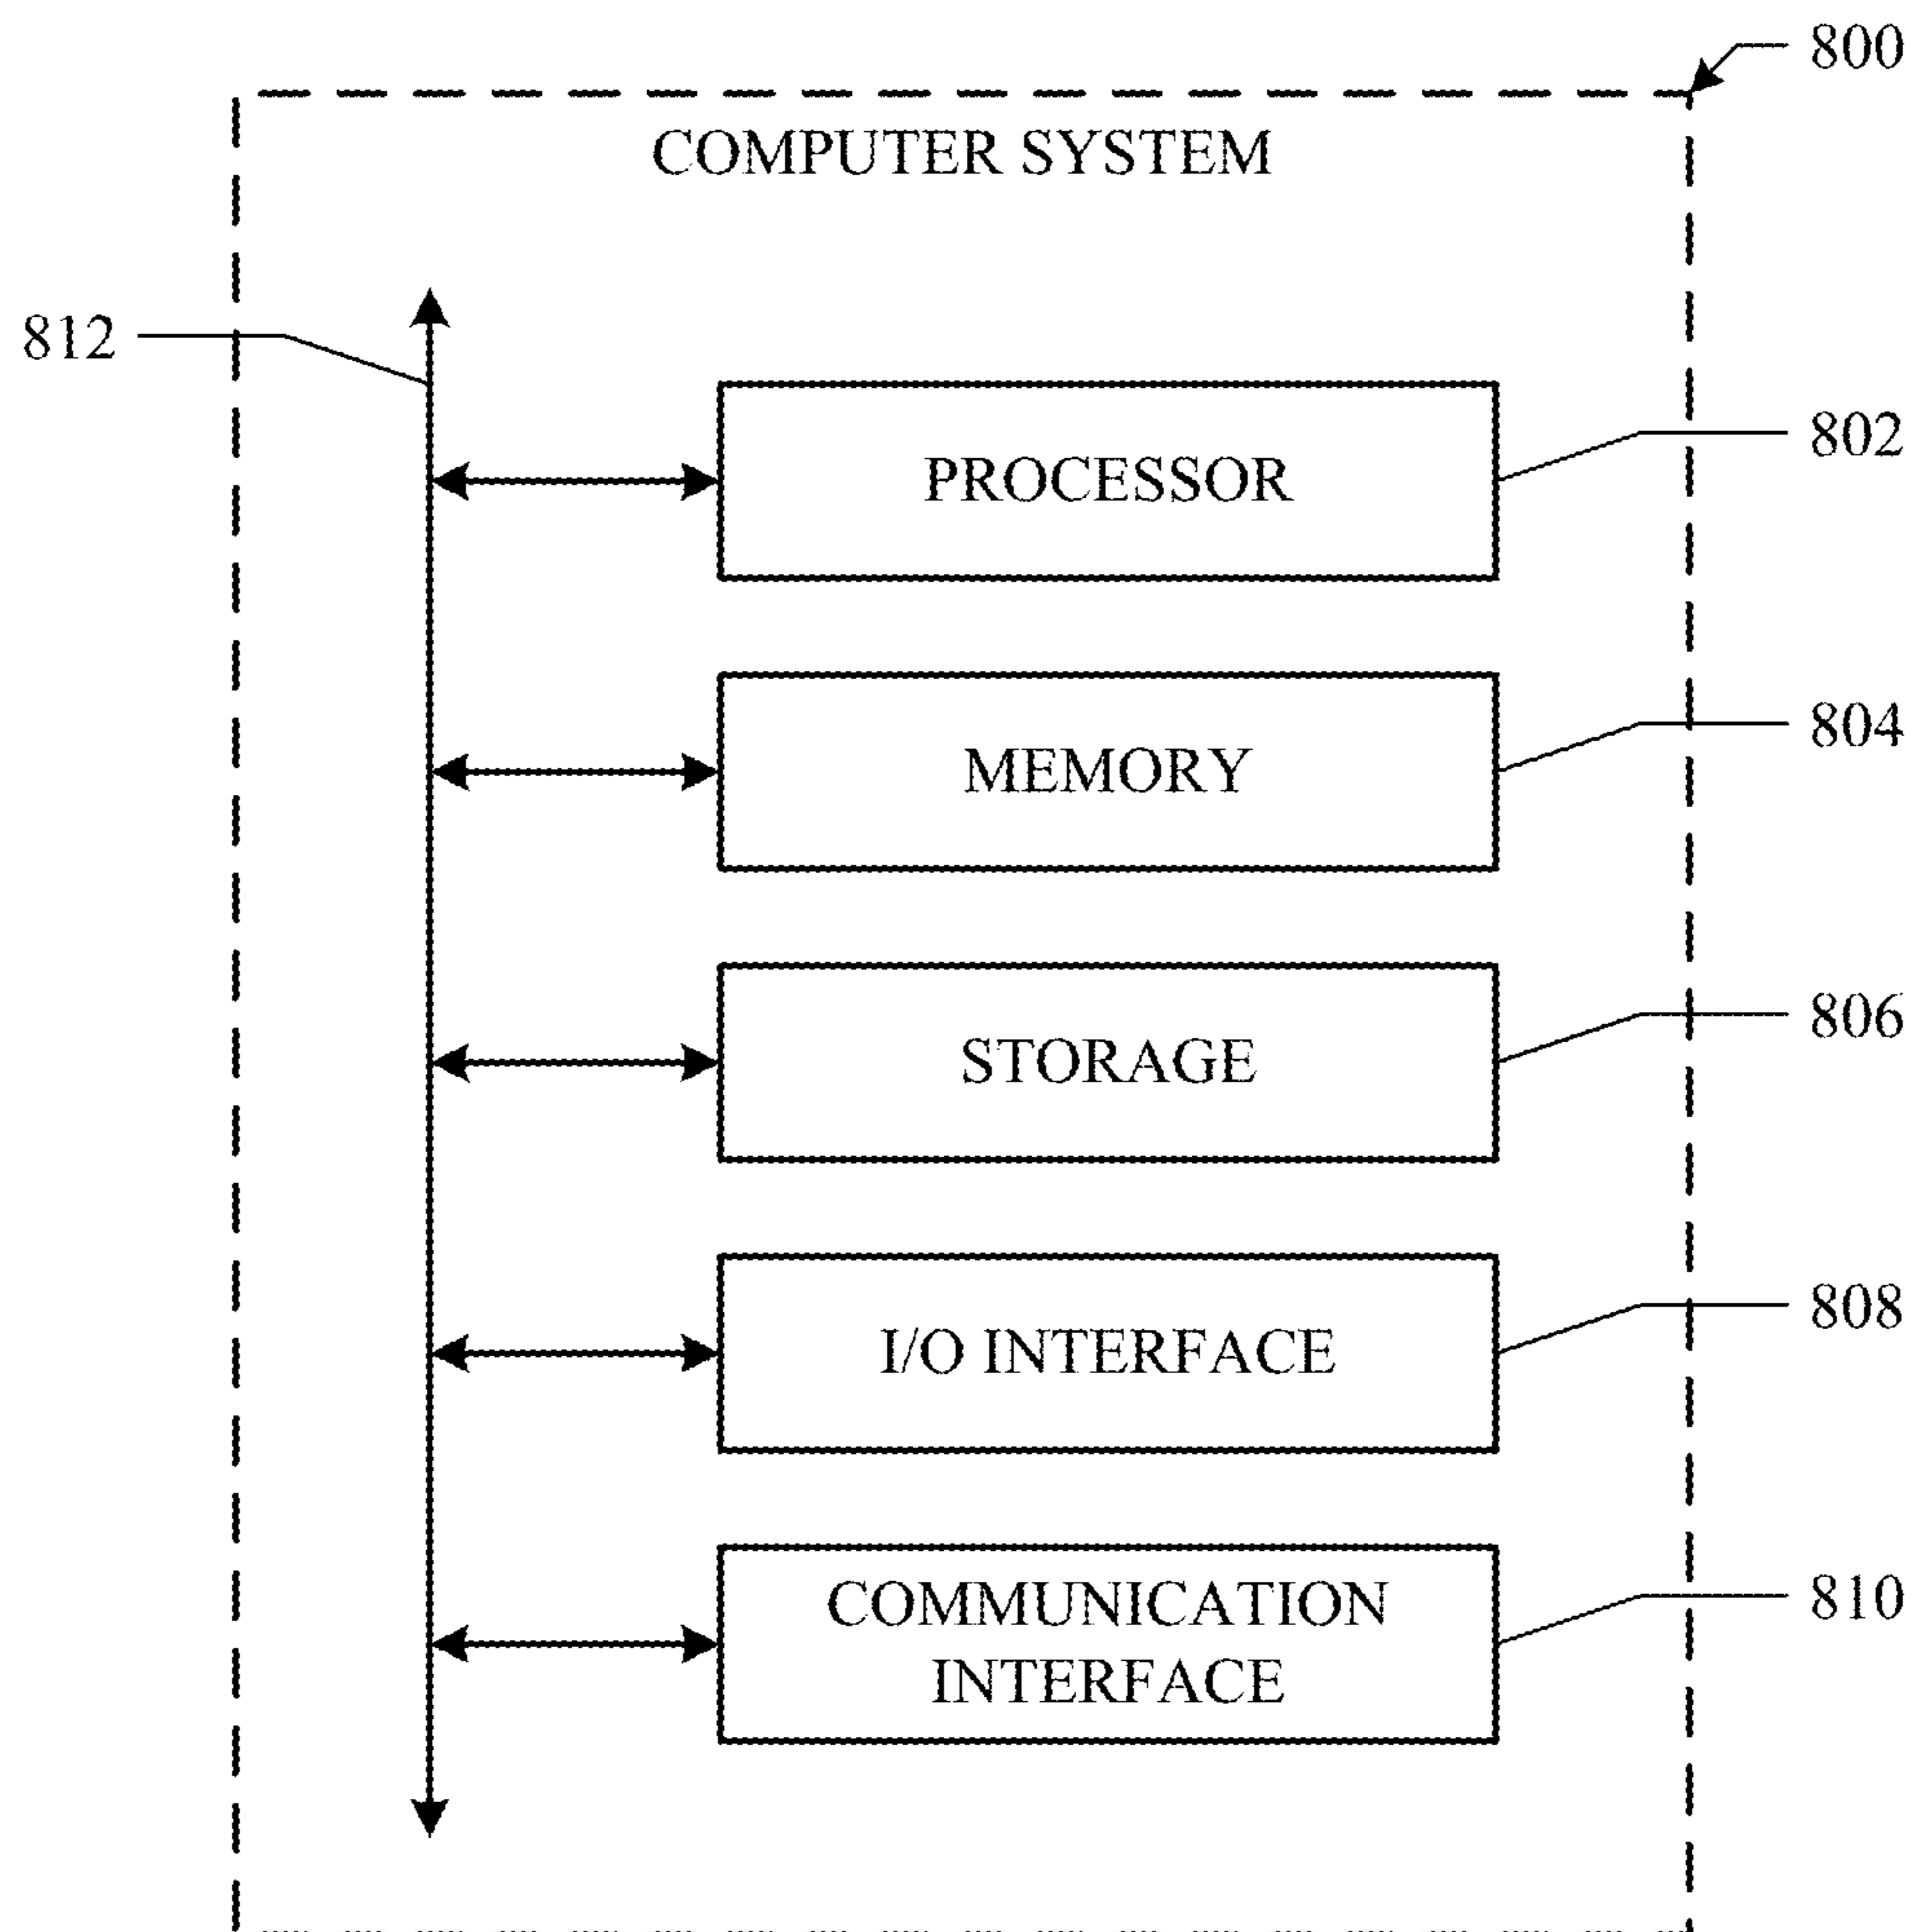 800
COMPUTER SYSTEM
812
802
PROCESSOR
804
MEMORY
806
STORAGE
808
I/O INTERFACE
810
COMMUNICATION
INTERFACE